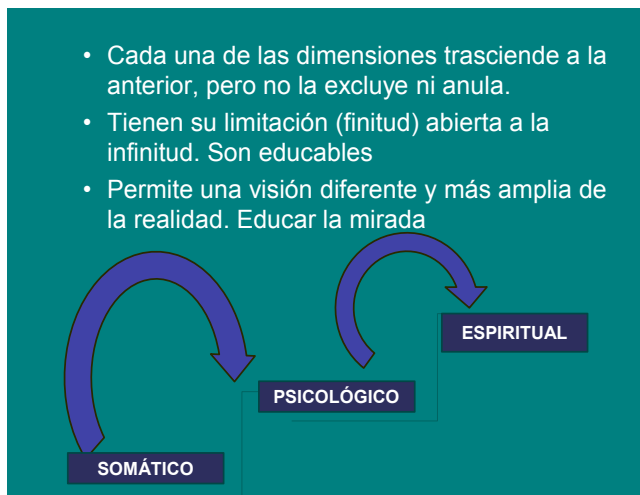 • Cada una de las dimensiones trasciende a la
anterior, pero no la excluye ni anula.
• Tienen su limitación (finitud) abierta a la
infinitud. Son educables
• Permite una visión diferente y más amplia de
la realidad. Educar la mirada
ESPIRITUAL
PSICOLÓGICO
SOMÁTICO